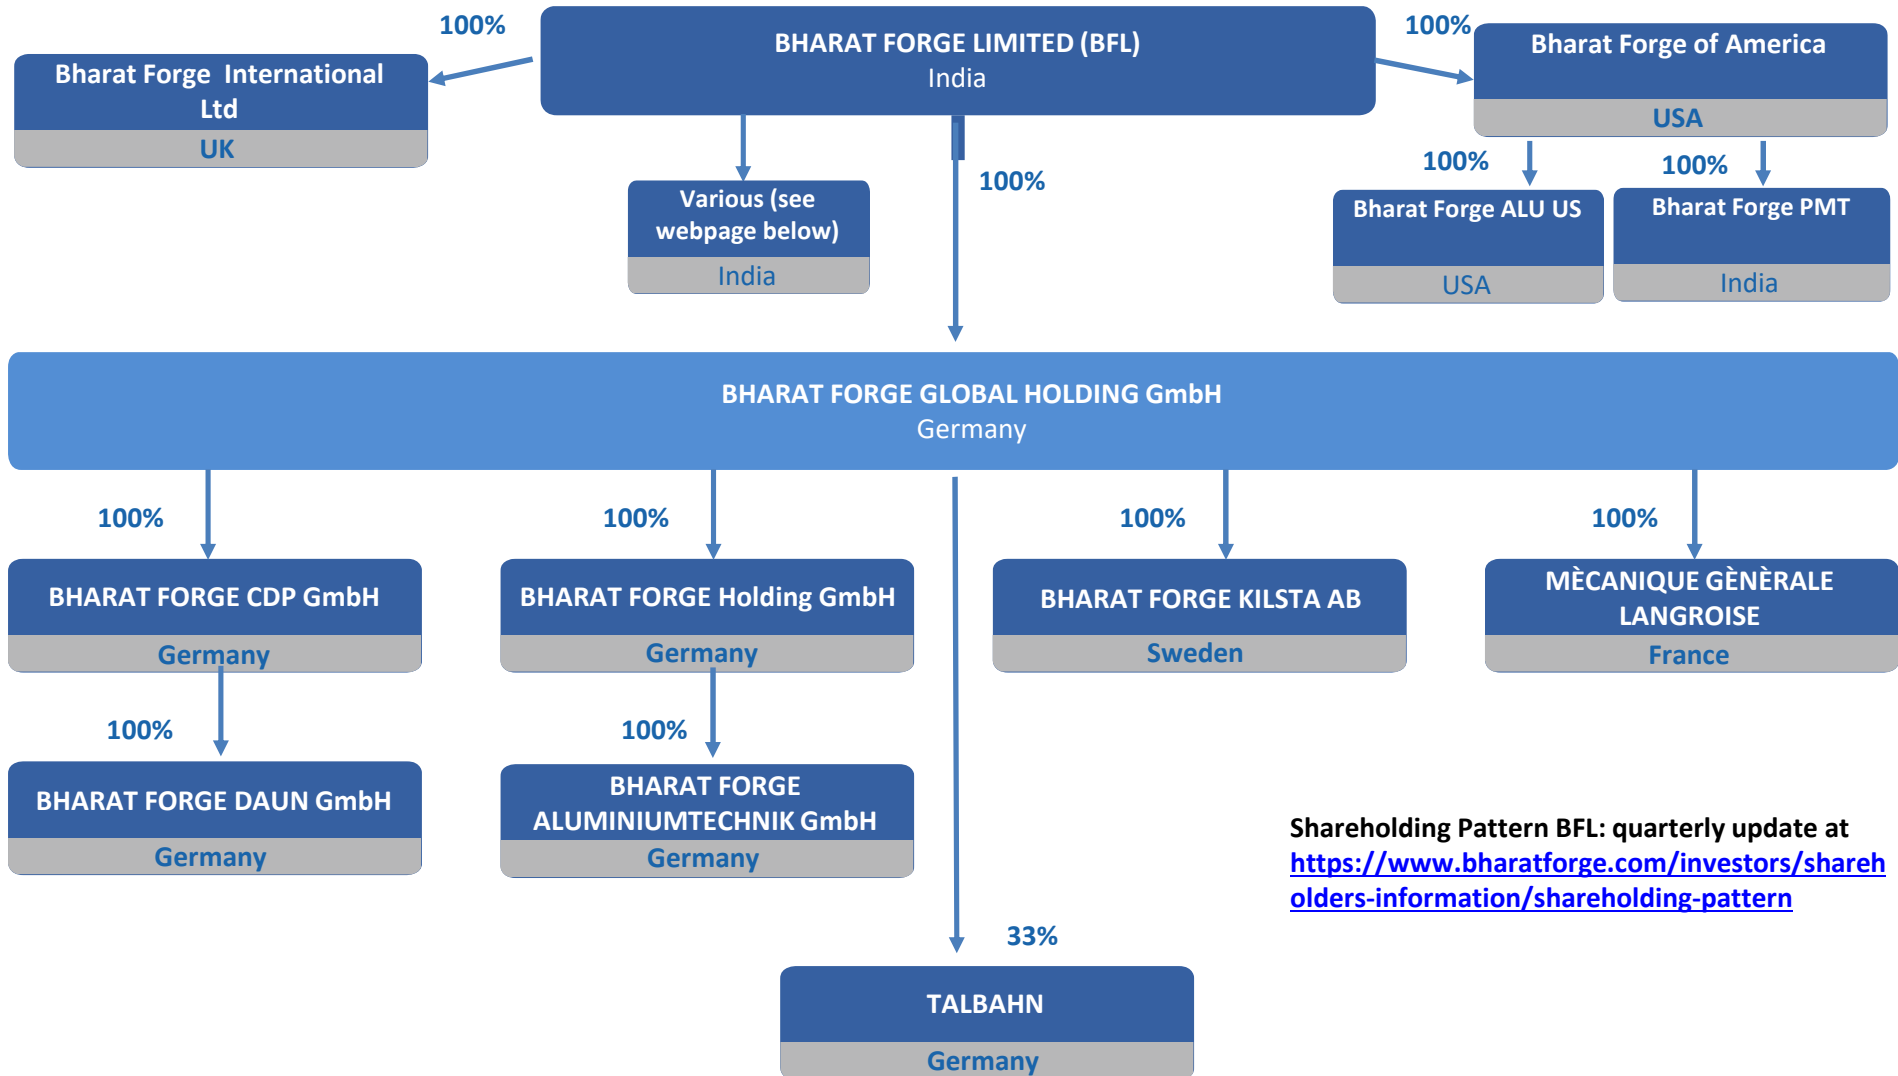 100%
BHARAT FORGE LIMITED (BFL)
India
100%
Bharat Forge International
Ltd
UK
Bharat Forge of America
USA
100%
Various (see
webpage below)
India
100%
Bharat Forge ALU US
USA
100%
Bharat Forge PMT
India
BHARAT FORGE GLOBAL HOLDING GmbH
Germany
100%
100%
100%
100%
BHARAT FORGE CDP GmbH
Germany
BHARAT FORGE Holding GmbH
Germany
BHARAT FORGE KILSTA AB
Sweden
MÈCANIQUE GÈNÈRALE
LANGROISE
France
100%
100%
BHARAT FORGE DAUN GmbH
Germany
BHARAT FORGE
ALUMINIUMTECHNIK GmbH
Germany
Shareholding Pattern BFL: quarterly update at
https://www.bharatforge.com/investors/shareh
olders-information/shareholding-pattern
33%
TALBAHN
Germany